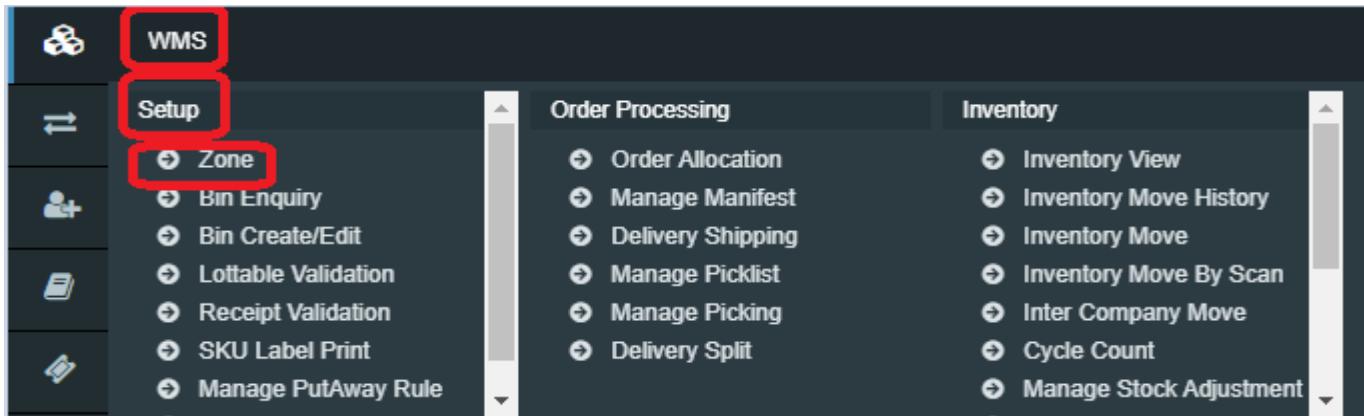 WMS
Setup
Zone
Bin Enquiry
Bin Create/Edit
Lottable Validation
Receipt Validation
SKU Label Print
Manage PutAway Rule
Order Processing
Order Allocation
Manage Manifest
Delivery Shipping
Manage Picklist
Manage Picking
Delivery Split
Inventory
Inventory View
Inventory Move History
Inventory Move
Inventory Move By Scan
Inter Company Move
Cycle Count
Manage Stock Adjustment